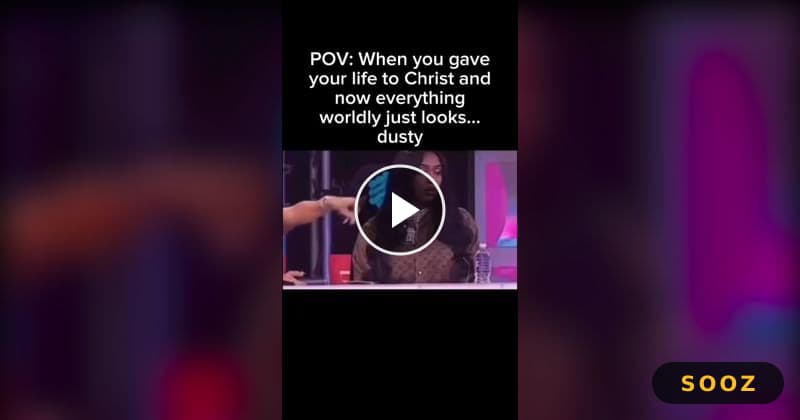 POV: When you gave
your life to Christ and
now everything
worldly just looks...
dusty
SOOZ